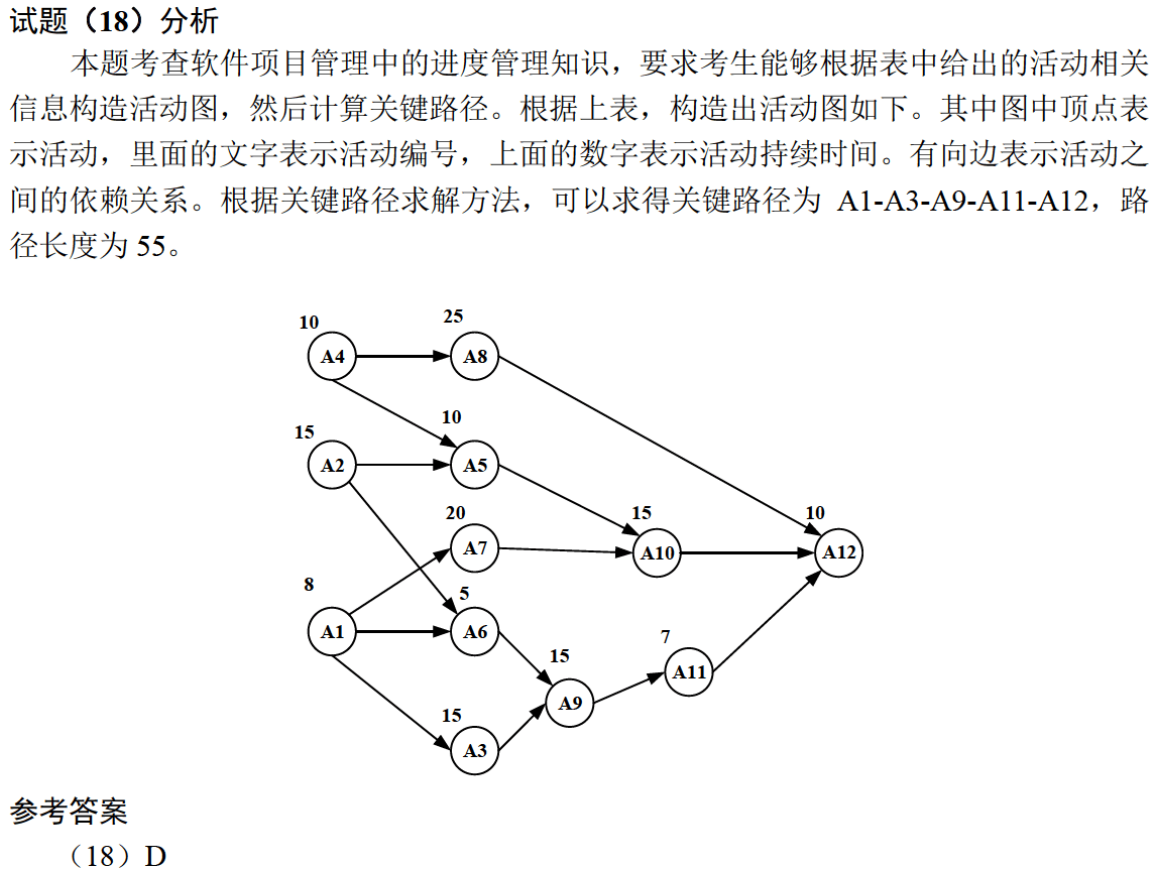 试题（18）分析
本题考查软件项目管理中的进度管理知识，要求考生能够根据表中给出的活动相关
信息构造活动图，然后计算关键路径。根据上表，构造出活动图如下。其中图中顶点表
示活动，里面的文字表示活动编号，上面的数字表示活动持续时间。有向边表示活动之
间的依赖关系。根据关键路径求解方法，可以求得关键路径为 A1-A3-A9-A11-A12，路
径长度为 55。
10 25
A4 A8
10
15
A2 A5
20 15 10
A7 A10 A12
8 5
A1 A6
15 7
A11
A9
15
A3
参考答案
（18）D